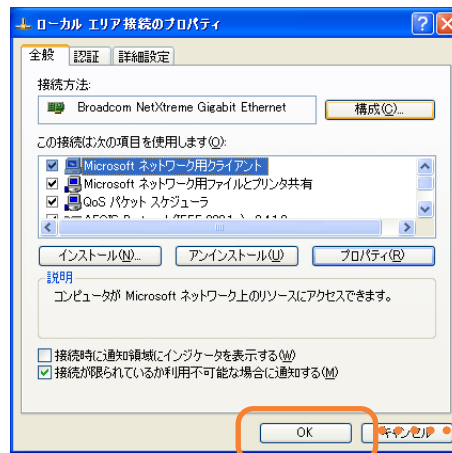 ローカル エリア接続のプロパティ
全般 認証 詳細設定
接続方法:
Broadcom NetXtreme Gigabit Ethernet 構成(C)...
この接続は次の項目を使用します(O):
Microsoft ネットワーク用クライアント
Microsoft ネットワーク用ファイルとプリンタ共有
QoS パケット スケジューラ
インストール(N)... アンインストール(U) プロパティ(R)
説明
コンピュータが Microsoft ネットワーク上のリソースにアクセスできます。
接続時に通知領域にインジケータを表示する(W)
接続が限られているか利用不可能な場合に通知する(M)
OK キャンセル